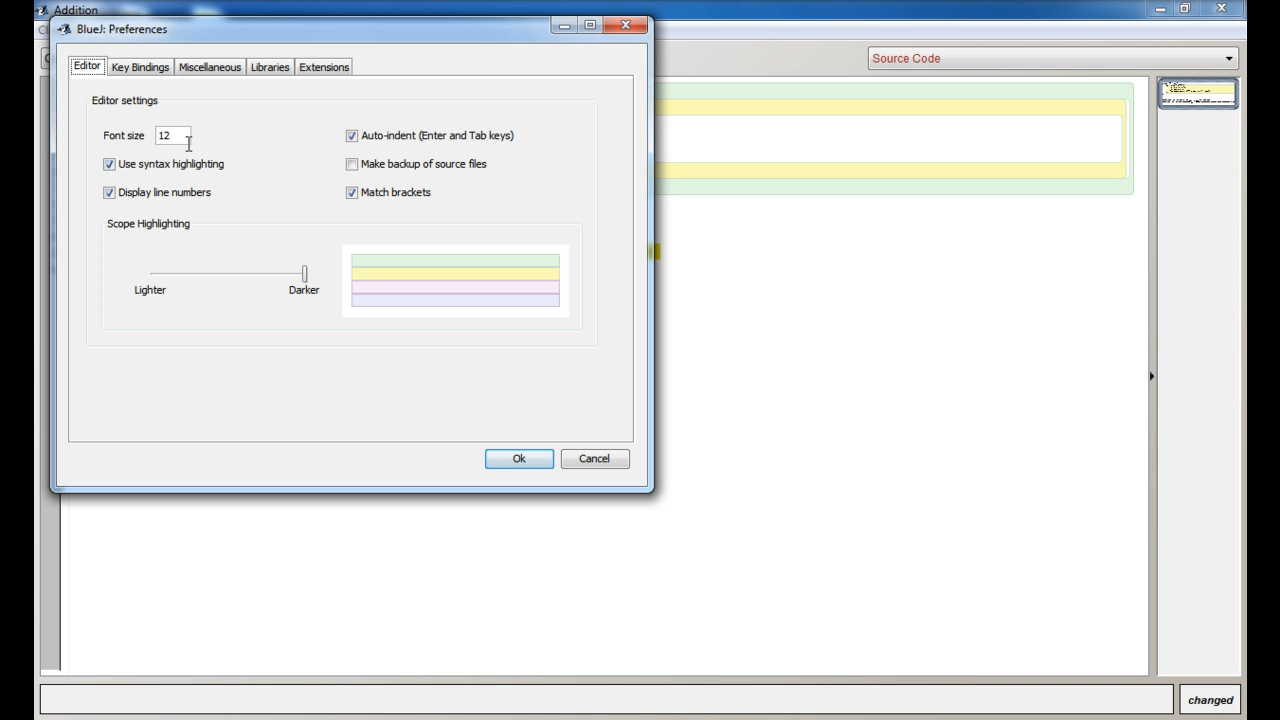 Addition
BlueJ: Preferences
Editor Key Bindings Miscellaneous Libraries Extensions
Source Code
Editor settings
Font size 12
Auto-indent (Enter and Tab keys)
Use syntax highlighting
Make backup of source files
Display line numbers
Match brackets
Scope Highlighting
Lighter Darker
Ok Cancel
changed